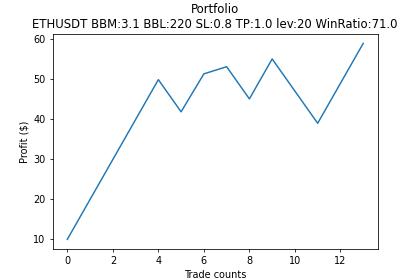 Portfolio
ETHUSDT BBM:3.1 BBL:220 SL:0.8 TP:1.0 lev:20 WinRatio:71.0
60
50
40
30
20
10
Profit ($)
0 2 4 6 8 10 12
Trade counts